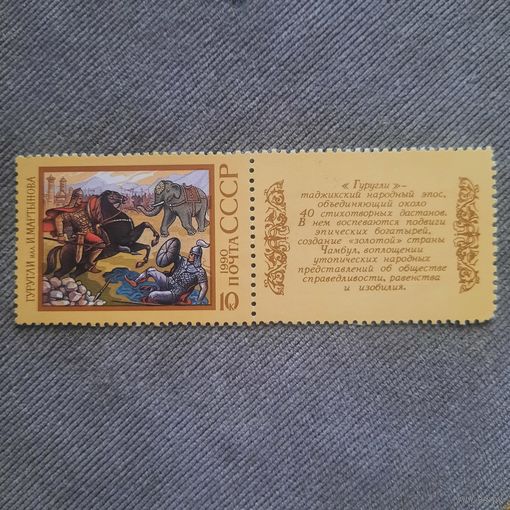 ГУРУГЛИ худ. И. МАРТЫНОВА
10 ПОЧТА СССР
1990
« Гуругли » –
таджикский народный эпос,
объединяющий около
40 стихотворных дастанов.
В нем воспеваются подвиги
эпических богатырей,
создание «золотой» страны
Чамбул, воплощении
утопических народных
представлений об обществе
справедливости, равенства
и изобилия.